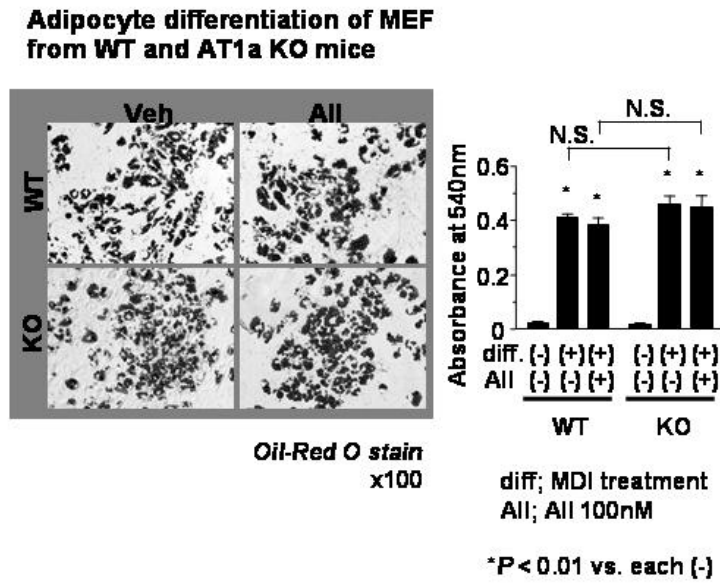 Adipocyte differentiation of MEF
from WT and AT1a KO mice
Veh
AII
WT
KO
Oil-Red O stain
x100
N.S.
N.S.
Absorbance at 540nm
0.6
0.4
0.2
0
* * * *
diff. (-) (+) (+) (-) (+) (+)
AII (-) (-) (+) (-) (-) (+)
WT KO
diff; MDI treatment
AII; AII 100nM
*P < 0.01 vs. each (-)